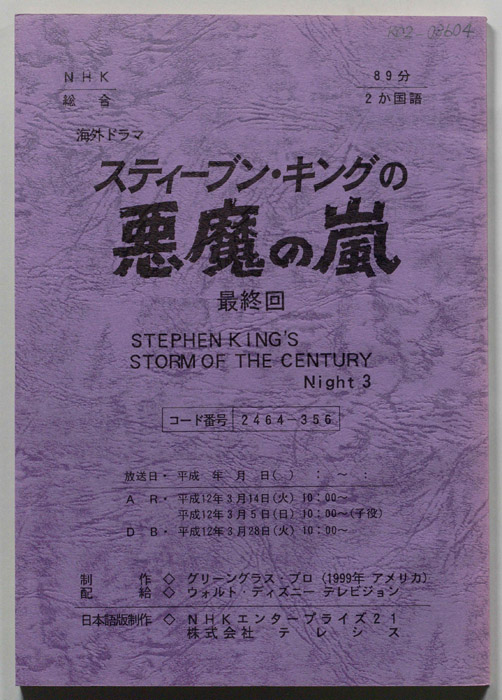 K02 08604
NHK
総合
89分
2か国語
海外ドラマ
スティーブン・キングの
悪魔の嵐
最終回
STEPHEN KING'S
STORM OF THE CENTURY
Night 3
コード番号 2464-356
放送日・平成 年 月 日( ) : ~ :
A R・平成12年3月14日(火) 10:00~
平成12年3月5日(日) 10:00~(子役)
D B・平成12年3月28日(火) 10:00~
制作◇グリーングラス・プロ(1999年 アメリカ)
配給◇ウォルト・ディズニー テレビジョン
日本語版制作◇NHKエンタープライズ21
株式会社 テレシス